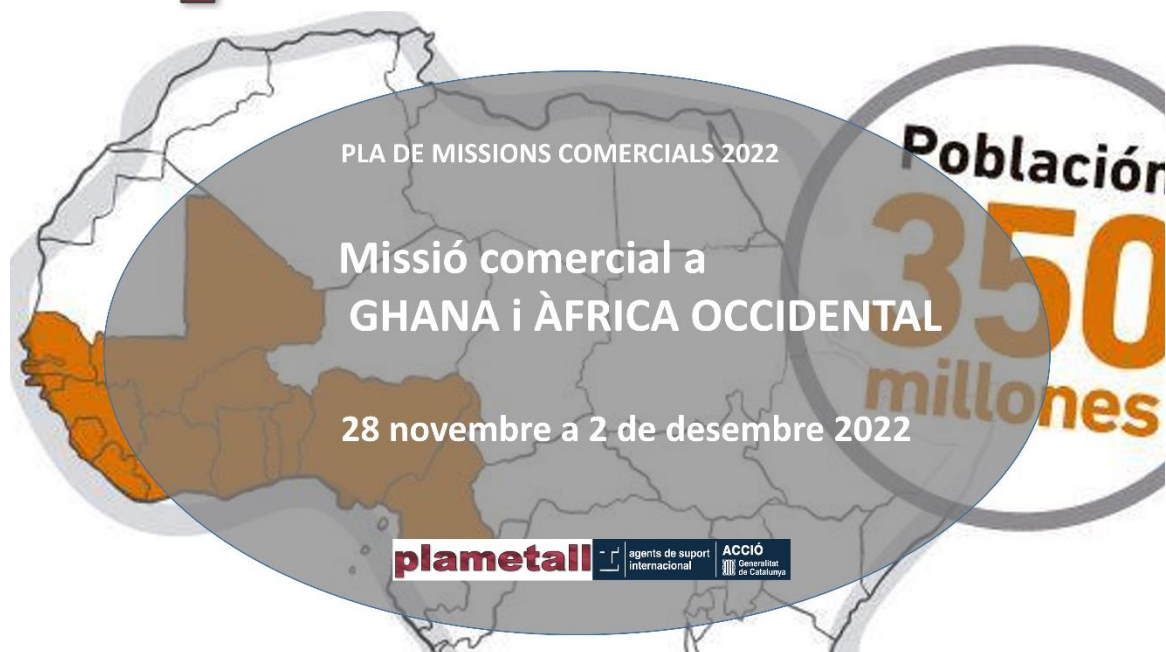 PLA DE MISSIONS COMERCIALS 2022
Missió comercial a
GHANA i ÀFRICA OCCIDENTAL
28 novembre a 2 de desembre 2022
Población
350
millones
plametall
agents de suport
internacional
ACCIÓ
Generalitat
de Catalunya